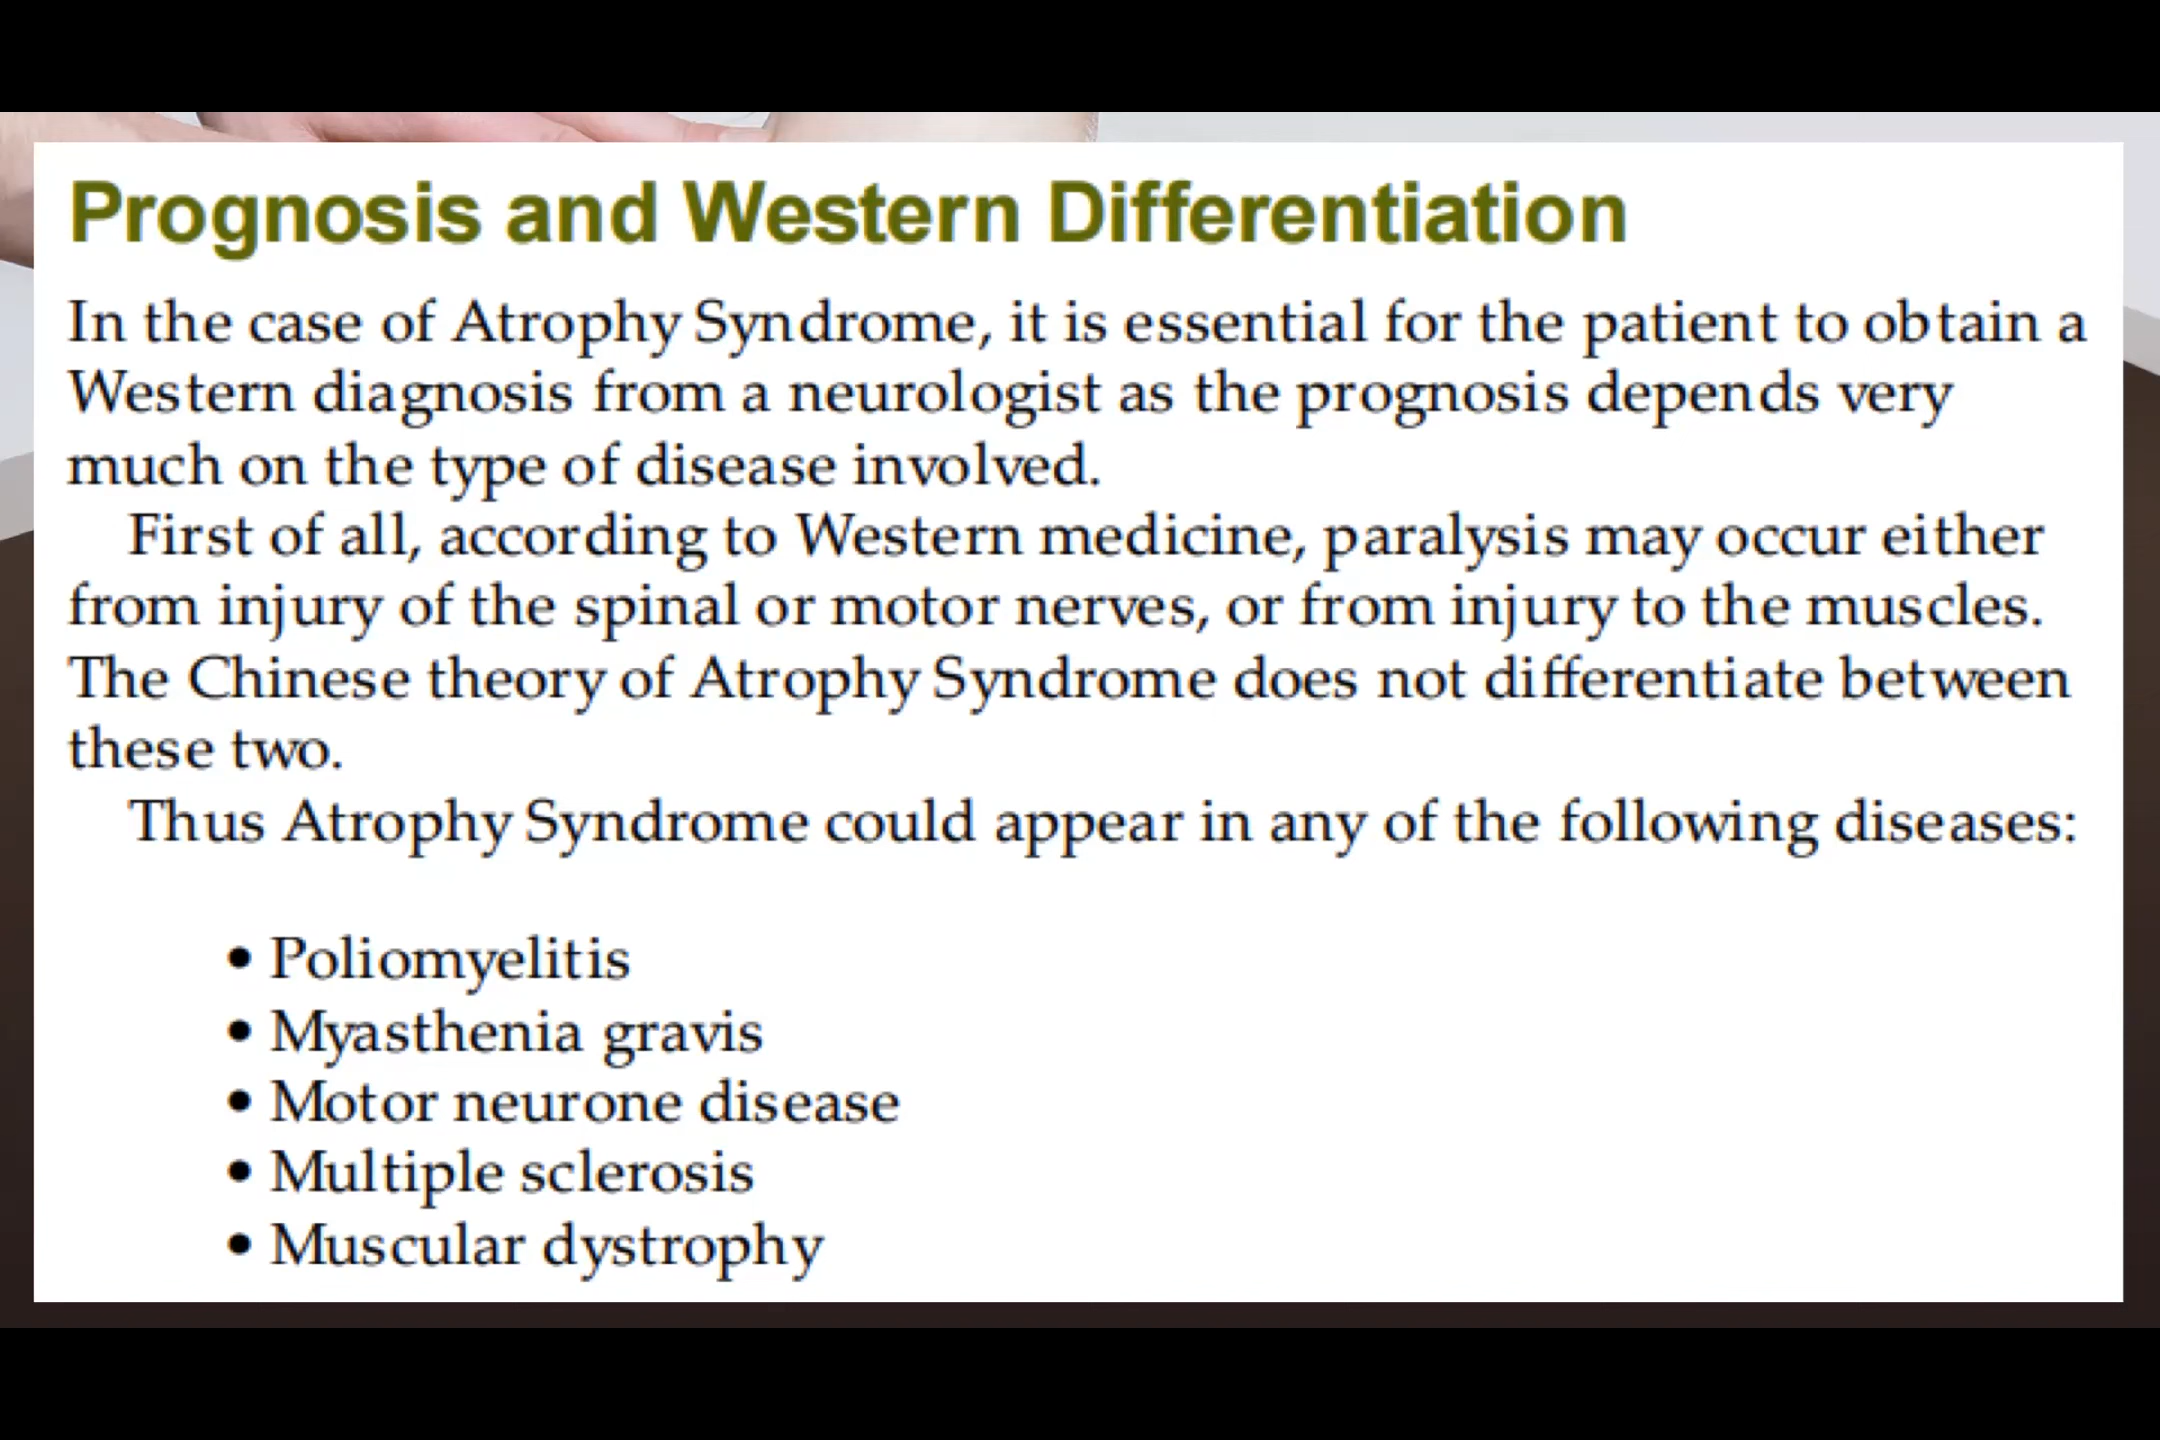 Prognosis and Western Differentiation
In the case of Atrophy Syndrome, it is essential for the patient to obtain a
Western diagnosis from a neurologist as the prognosis depends very
much on the type of disease involved.
First of all, according to Western medicine, paralysis may occur either
from injury of the spinal or motor nerves, or from injury to the muscles.
The Chinese theory of Atrophy Syndrome does not differentiate between
these two.
Thus Atrophy Syndrome could appear in any of the following diseases:
• Poliomyelitis
• Myasthenia gravis
• Motor neurone disease
• Multiple sclerosis
• Muscular dystrophy